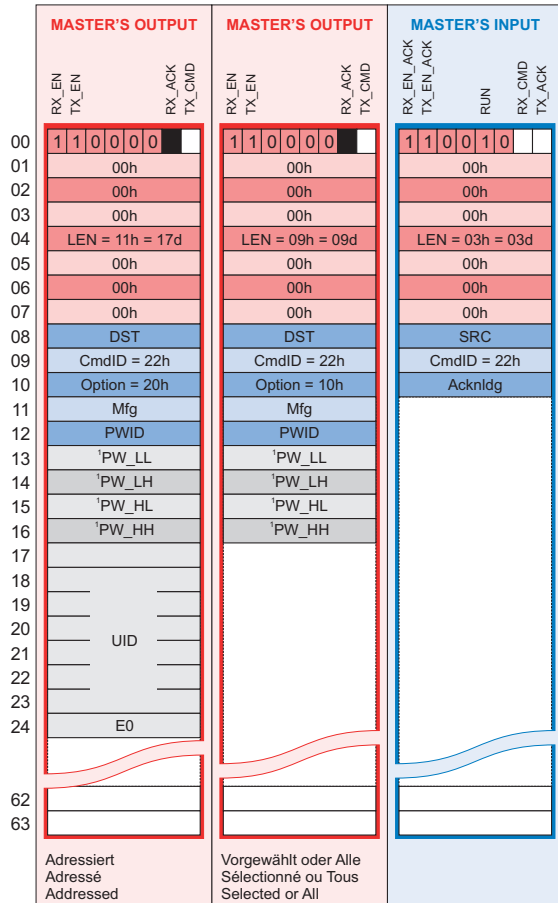 MASTER'S OUTPUT MASTER'S OUTPUT MASTER'S INPUT
RX_EN TX_EN RX_ACK TX_CMD RX_EN TX_EN RX_ACK TX_CMD RX_EN_ACK TX_EN_ACK RUN RX_CMD TX_ACK
00 1 1 0 0 0 0 1 1 0 0 0 0 1 1 0 0 1 0
01 00h 00h 00h
02 00h 00h 00h
03 00h 00h 00h
04 LEN = 11h = 17d LEN = 09h = 09d LEN = 03h = 03d
05 00h 00h 00h
06 00h 00h 00h
07 00h 00h 00h
08 DST DST SRC
09 CmdID = 22h CmdID = 22h CmdID = 22h
10 Option = 20h Option = 10h Acknldg
11 Mfg Mfg
12 PWID PWID
13 ¹PW_LL ¹PW_LL
14 ¹PW_LH ¹PW_LH
15 ¹PW_HL ¹PW_HL
16 ¹PW_HH ¹PW_HH
17
18
19
20
UID
21
22
23
24 E0
62
63
Adressiert Vorgewählt oder Alle
Adressé Sélectionné ou Tous
Addressed Selected or All